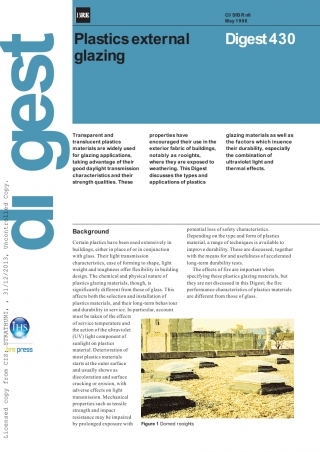 BRE
CI/SfB R n6
May 1998
Plastics external
glazing
Digest 430
digest
Transparent and
translucent plastics
materials are widely used
for glazing applications,
taking advantage of their
good daylight transmission
characteristics and their
strength qualities. These
properties have
encouraged their use in the
exterior fabric of buildings,
notably as rooights,
where they are exposed to
weathering. This Digest
discusses the types and
applications of plastics
glazing materials as well as
the factors which inuence
their durability, especially
the combination of
ultraviolet light and
thermal effects.
Background
Certain plastics have been used extensively in
buildings, either in place of or in conjunction
with glass. Their light transmission
characteristics, ease of forming to shape, light
weight and toughness offer flexibility in building
design. The chemical and physical nature of
plastics glazing materials, though, is
significantly different from those of glass. This
affects both the selection and installation of
plastics materials, and their long-term behaviour
and durability in service. In particular, account
must be taken of the effects
of service temperature and
the action of the ultraviolet
(UV) light component of
sunlight on plastics
material. Deterioration of
most plastics materials
starts at the outer surface
and usually shows as
discoloration and surface
cracking or erosion, with
adverse effects on light
transmission. Mechanical
properties such as tensile
strength and impact
resistance may be impaired
by prolonged exposure with
potential loss of safety characteristics.
Depending on the type and form of plastics
material, a range of techniques is available to
improve durability. These are discussed, together
with the means for and usefulness of accelerated
long-term durability tests.
The effects of fire are important when
specifying these plastics glazing materials, but
they are not discussed in this Digest; the fire
performance characteristics of plastics materials
are different from those of glass.
Figure 1 Domed rooights
IHS
press
Licensed copy from CIS: STRATHUNI, , 31/12/2013, Uncontrolled Copy.